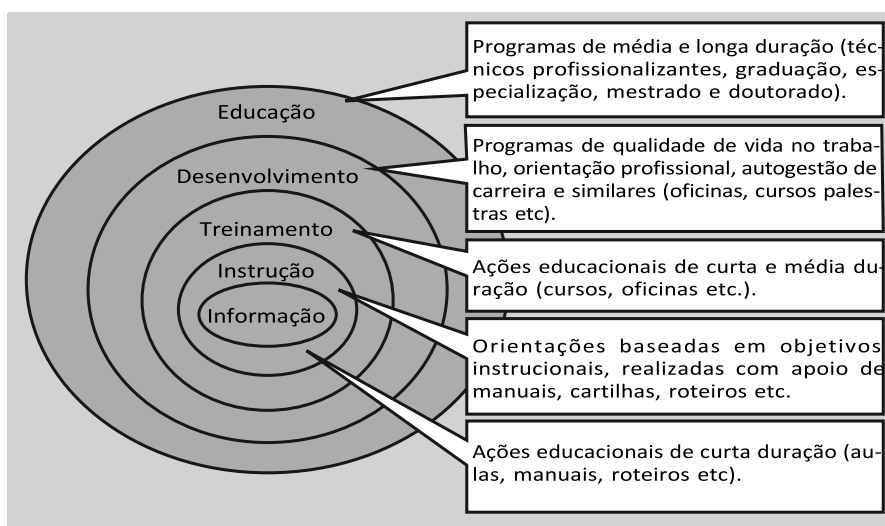 Programas de média e longa duração (téc-
nicos profissionalizantes, graduação, es-
pecialização, mestrado e doutorado).
Educação
Programas de qualidade de vida no traba-
lho, orientação profissional, autogestão de
carreira e similares (oficinas, cursos pales-
tras etc).
Desenvolvimento
Treinamento
Ações educacionais de curta e média du-
ração (cursos, oficinas etc.).
Instrução
Informação
Orientações baseadas em objetivos
instrucionais, realizadas com apoio de
manuais, cartilhas, roteiros etc.
Ações educacionais de curta duração (au-
las, manuais, roteiros etc).